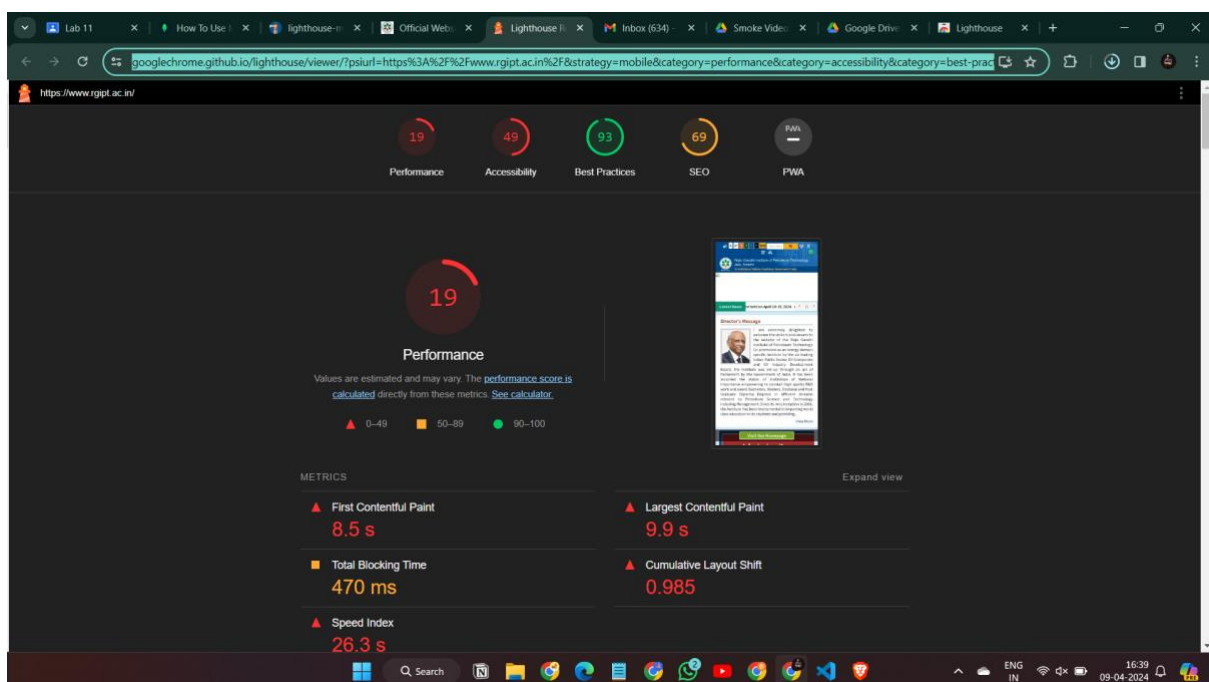 Lab 11
How To Use
lighthouse-m
Official Webs
Lighthouse R
Inbox (634) -
Smoke Video
Google Drive
Lighthouse
googlechrome.github.io/lighthouse/viewer/?psiurl=https%3A%2F%2Fwww.rgipt.ac.in%2F&strategy=mobile&category=performance&category=accessibility&category=best-prac
https://www.rgipt.ac.in/
19
49
93
69
PWA
Performance
Accessibility
Best Practices
SEO
PWA
19
Performance
Values are estimated and may vary. The performance score is
calculated directly from these metrics. See calculator.
0–49
50–89
90–100
Director's Message
METRICS
Expand view
First Contentful Paint
8.5 s
Largest Contentful Paint
9.9 s
Total Blocking Time
470 ms
Cumulative Layout Shift
0.985
Speed Index
26.3 s
Search
ENG
IN
16:39
09-04-2024